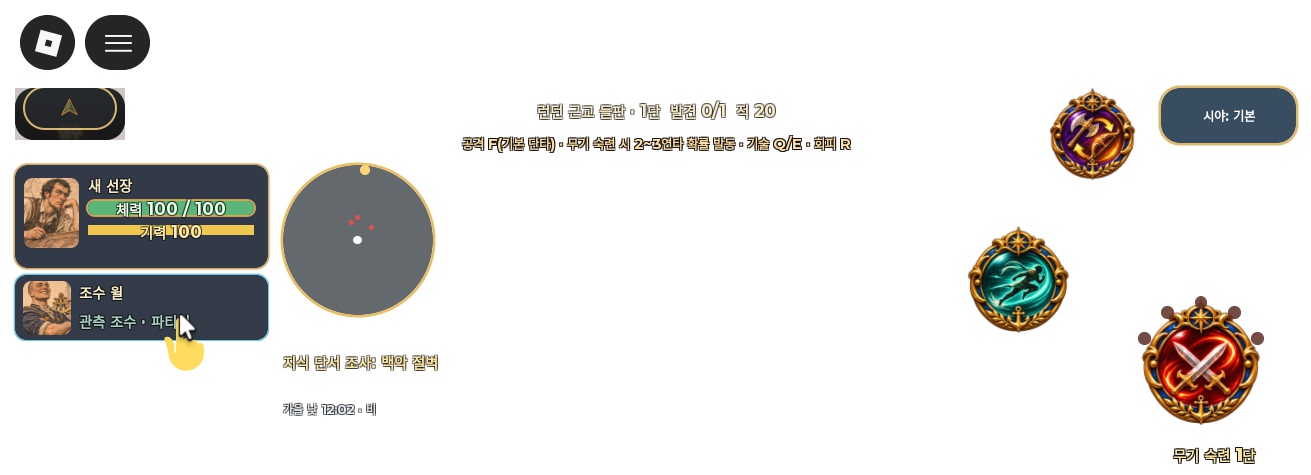 런던 근교 들판 · 1단 발견 0/1 적 20
공격 F(기본 단타) · 무기 숙련 시 2~3연타 확률 발동 · 기술 Q/E · 회피 R
시야: 기본
새 선장
체력 100 / 100
기력 100
조수 윌
관측 조수 · 파티
지식 단서 조사: 백악 절벽
가을 낮 12:02 · 비
무기 숙련 1단